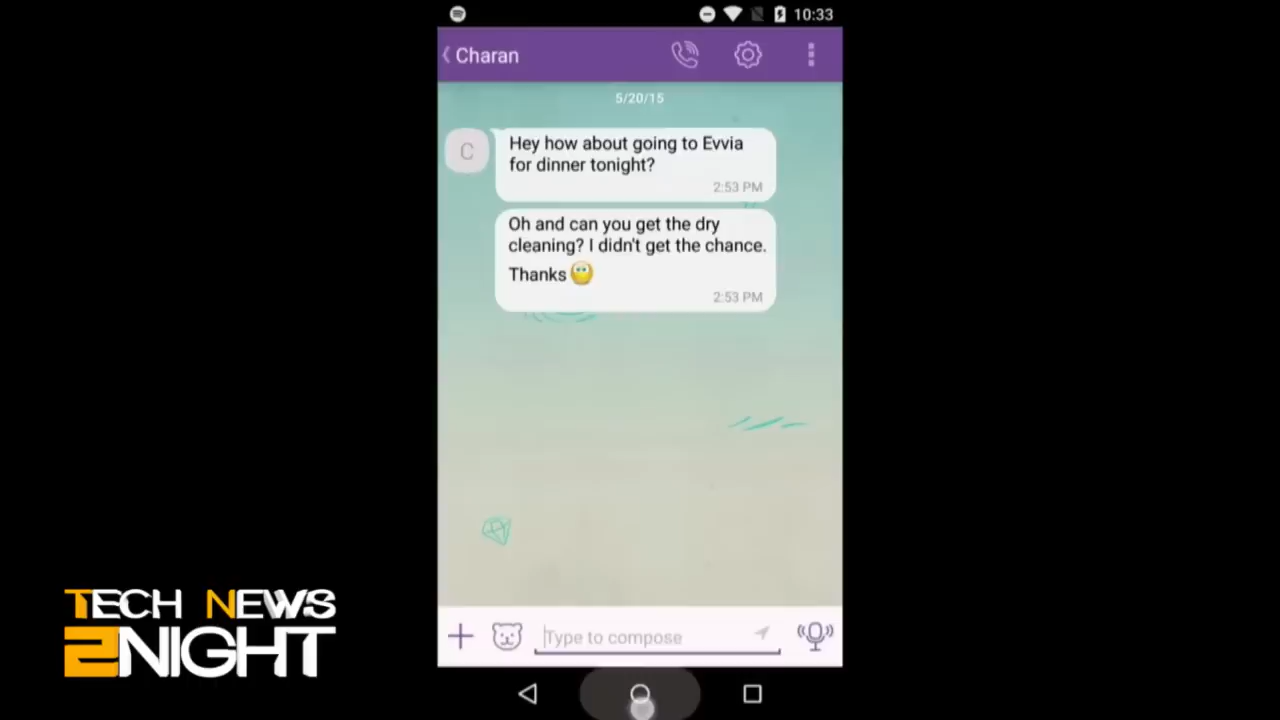 10:33
Charan
5/20/15
C
Hey how about going to Evvia
for dinner tonight?
2:53 PM
Oh and can you get the dry
cleaning? I didn't get the chance.
Thanks
2:53 PM
Type to compose
TECH NEWS
2NIGHT